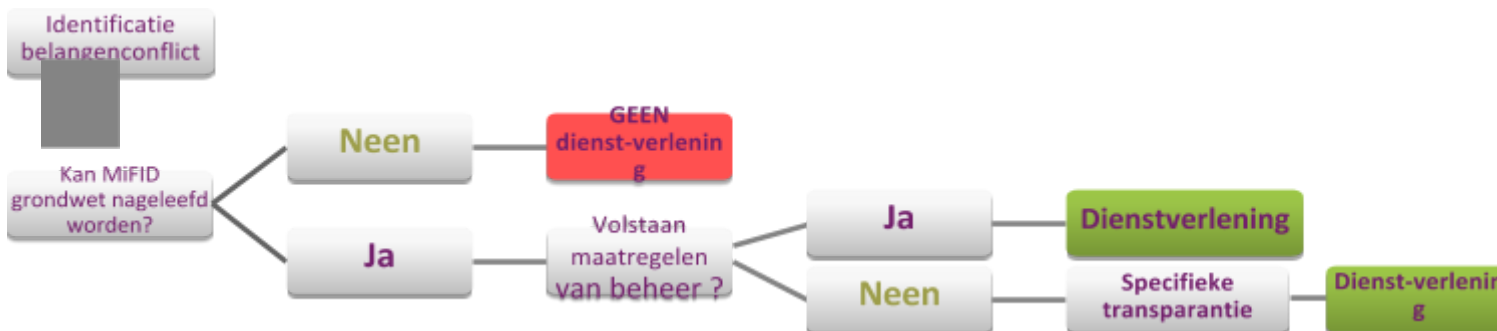 Identificatie
belangenconflict
Kan MiFID
grondwet nageleefd
worden?
Neen
GEEN
dienst-verlenin
g
Ja
Volstaan
maatregelen
van beheer ?
Ja
Dienstverlening
Neen
Specifieke
transparantie
Dienst-verlenin
g